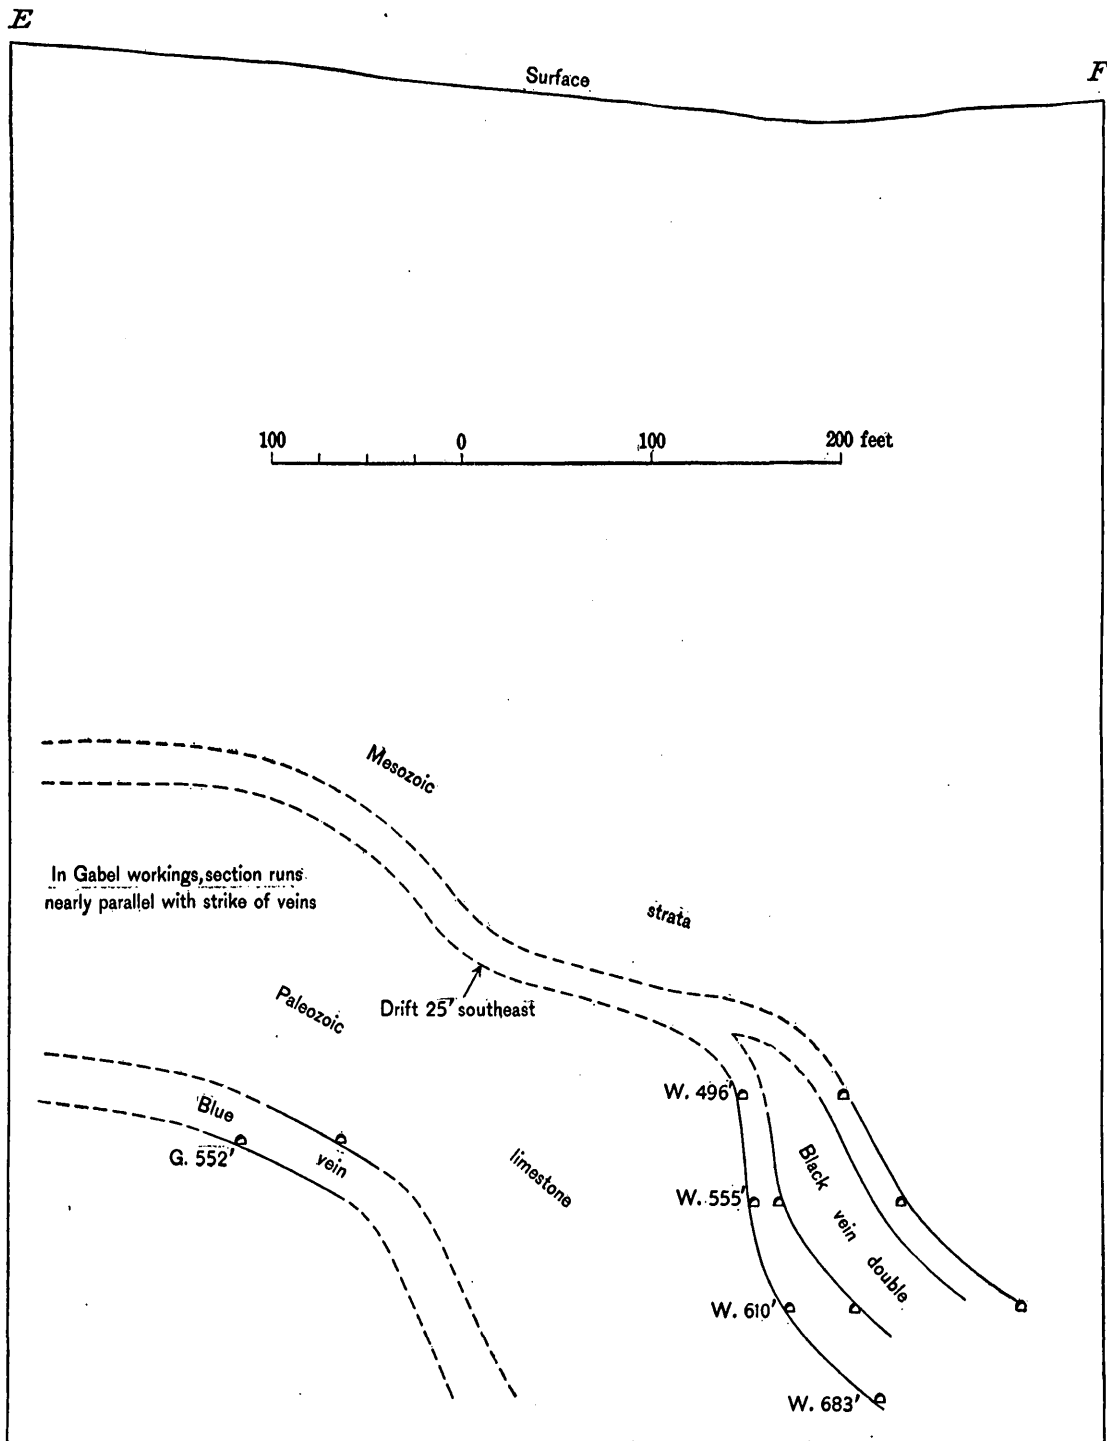 E
F
Surface
100 0 100 200 feet
Mesozoic
strata
In Gabel workings, section runs
nearly parallel with strike of veins
Drift 25' southeast
Paleozoic
limestone
Blue
vein
G. 552'
W. 496'
W. 555'
W. 610'
W. 683'
Black
vein
double